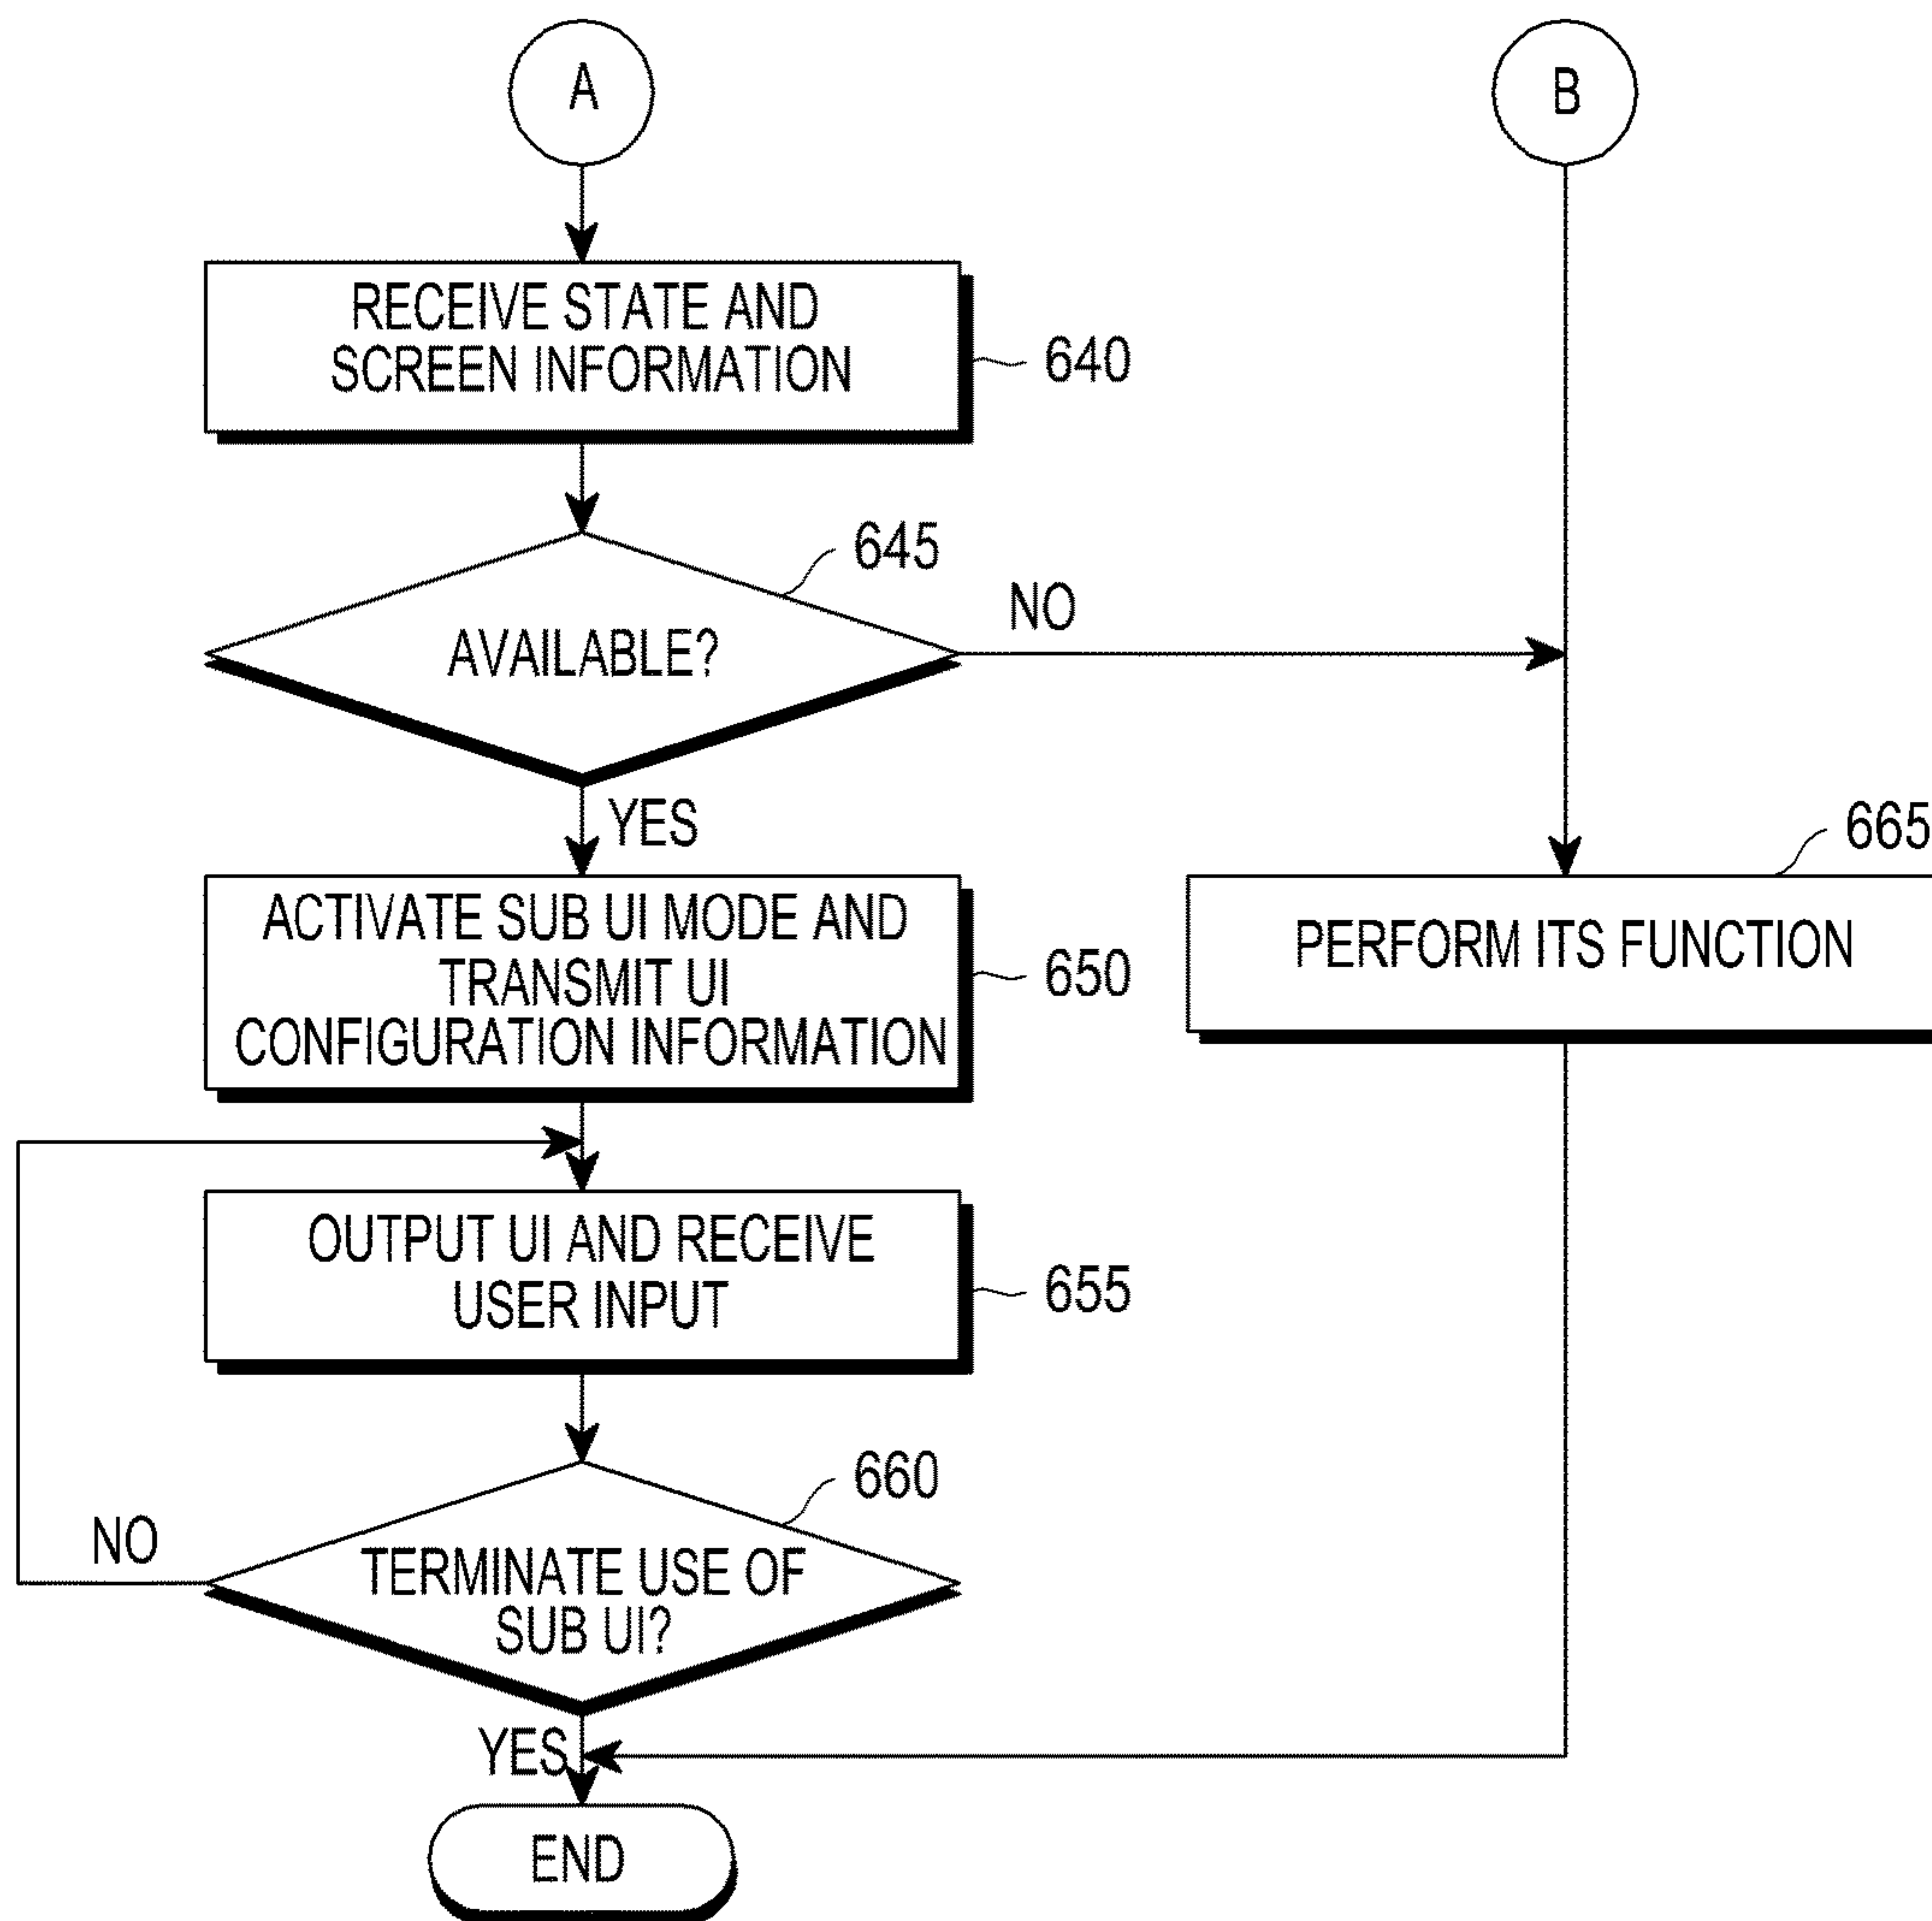 A
B
RECEIVE STATE AND
SCREEN INFORMATION
640
645
AVAILABLE?
NO
YES
665
ACTIVATE SUB UI MODE AND
TRANSMIT UI
CONFIGURATION INFORMATION
650
PERFORM ITS FUNCTION
OUTPUT UI AND RECEIVE
USER INPUT
655
660
NO
TERMINATE USE OF
SUB UI?
YES
END